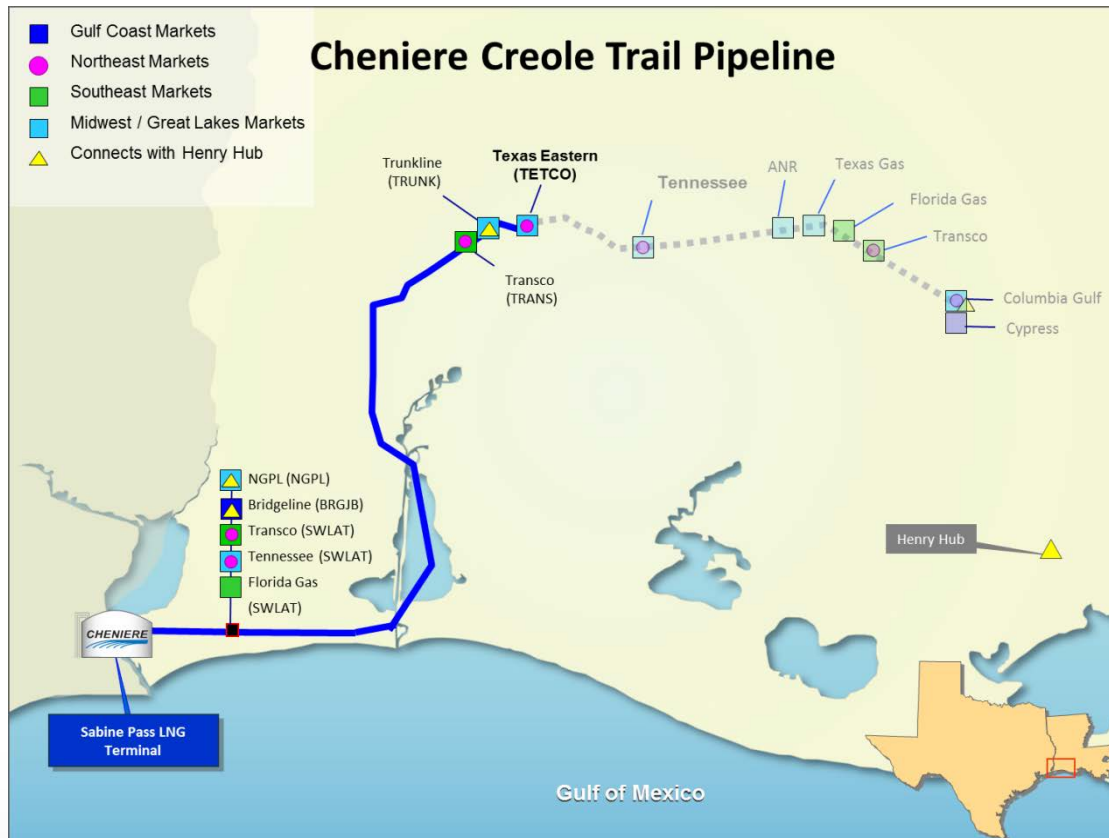 Cheniere Creole Trail Pipeline
Gulf Coast Markets
Northeast Markets
Southeast Markets
Midwest / Great Lakes Markets
Connects with Henry Hub
Trunkline
(TRUNK)
Texas Eastern
(TETCO)
Tennessee
ANR
Texas Gas
Florida Gas
Transco
Columbia Gulf
Cypress
Transco
(TRANS)
NGPL (NGPL)
Bridgeline (BRGJB)
Transco (SWLAT)
Tennessee (SWLAT)
Florida Gas
(SWLAT)
Henry Hub
CHENIERE
Sabine Pass LNG
Terminal
Gulf of Mexico